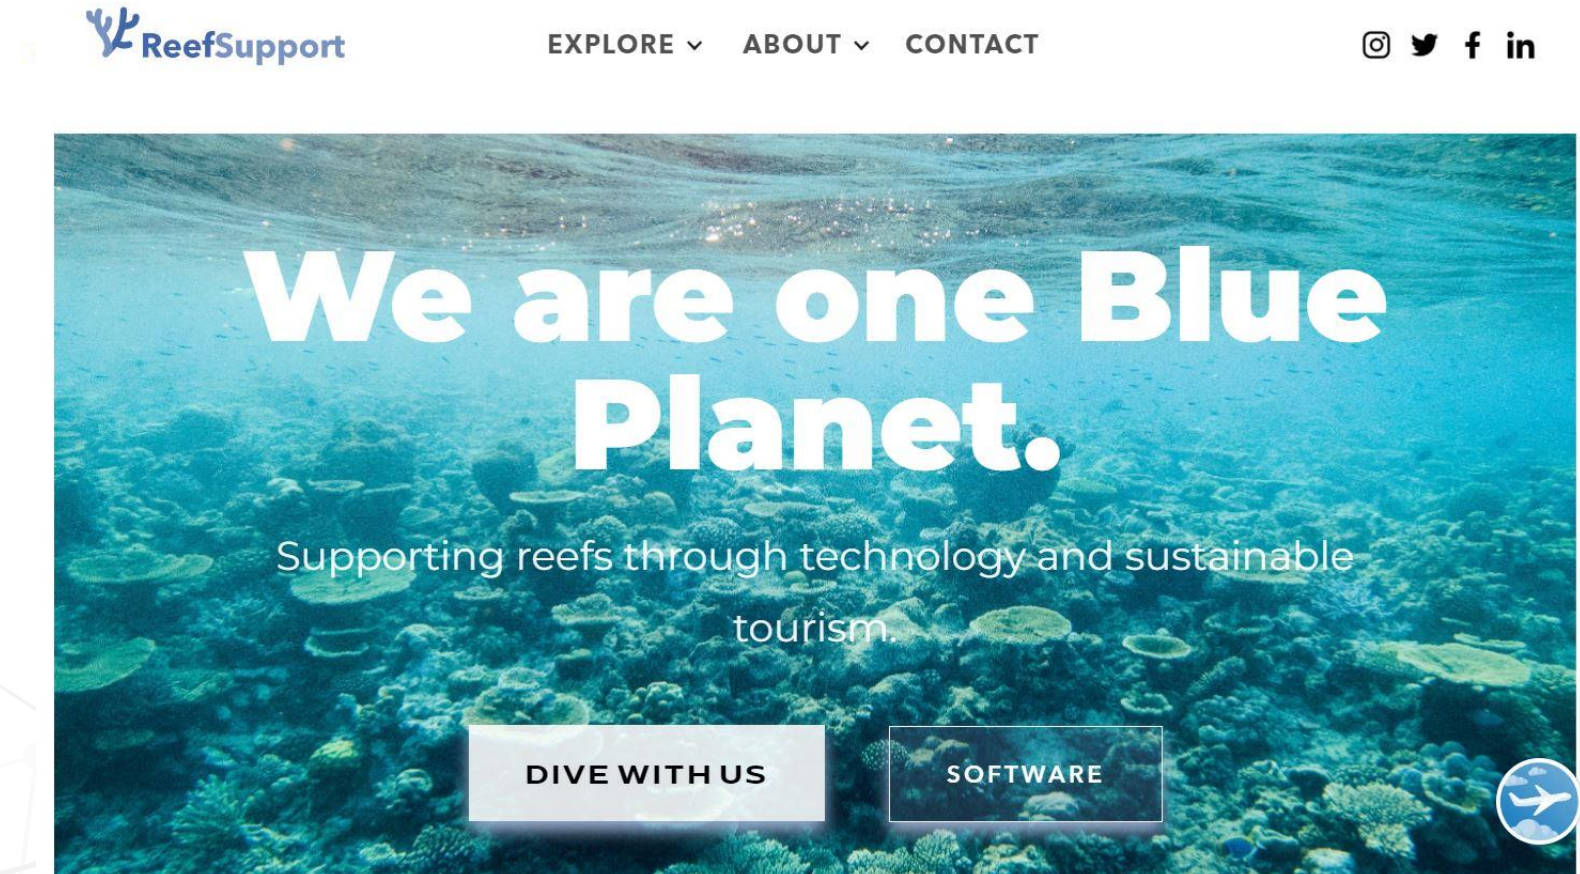 ReefSupport
EXPLORE
ABOUT
CONTACT
We are one Blue
Planet.
Supporting reefs through technology and sustainable
tourism.
DIVE WITH US
SOFTWARE